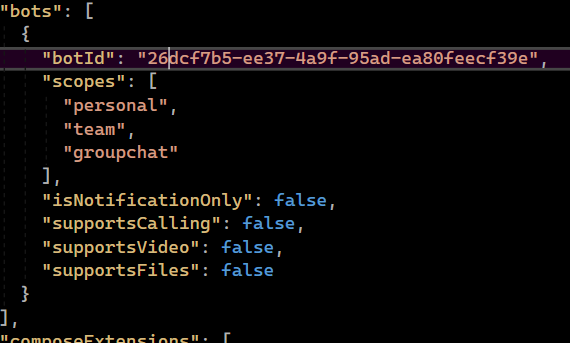 "bots": [
{
"botId": "26dcf7b5-ee37-4a9f-95ad-ea80feecf39e",
"scopes": [
"personal",
"team",
"groupchat"
],
"isNotificationOnly": false,
"supportsCalling": false,
"supportsVideo": false,
"supportsFiles": false
}
],
"composeExtensions": [